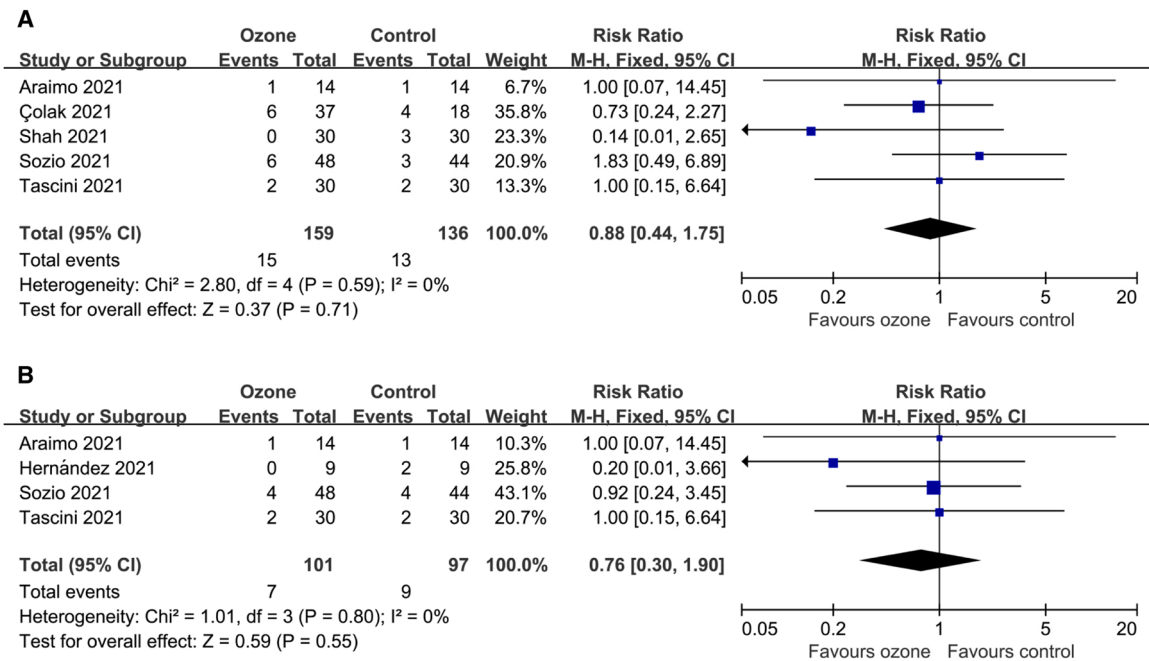 A
Ozone Control Risk Ratio Risk Ratio
Study or Subgroup Events Total Events Total Weight M-H, Fixed, 95% CI M-H, Fixed, 95% CI
Araimo 2021 1 14 1 14 6.7% 1.00 [0.07, 14.45]
Çolak 2021 6 37 4 18 35.8% 0.73 [0.24, 2.27]
Shah 2021 0 30 3 30 23.3% 0.14 [0.01, 2.65]
Sozio 2021 6 48 3 44 20.9% 1.83 [0.49, 6.89]
Tascini 2021 2 30 2 30 13.3% 1.00 [0.15, 6.64]
Total (95% CI) 159 136 100.0% 0.88 [0.44, 1.75]
Total events 15 13
Heterogeneity: Chi² = 2.80, df = 4 (P = 0.59); I² = 0%
Test for overall effect: Z = 0.37 (P = 0.71)
0.05 0.2 1 5 20
Favours ozone Favours control
B
Ozone Control Risk Ratio Risk Ratio
Study or Subgroup Events Total Events Total Weight M-H, Fixed, 95% CI M-H, Fixed, 95% CI
Araimo 2021 1 14 1 14 10.3% 1.00 [0.07, 14.45]
Hernández 2021 0 9 2 9 25.8% 0.20 [0.01, 3.66]
Sozio 2021 4 48 4 44 43.1% 0.92 [0.24, 3.45]
Tascini 2021 2 30 2 30 20.7% 1.00 [0.15, 6.64]
Total (95% CI) 101 97 100.0% 0.76 [0.30, 1.90]
Total events 7 9
Heterogeneity: Chi² = 1.01, df = 3 (P = 0.80); I² = 0%
Test for overall effect: Z = 0.59 (P = 0.55)
0.05 0.2 1 5 20
Favours ozone Favours control